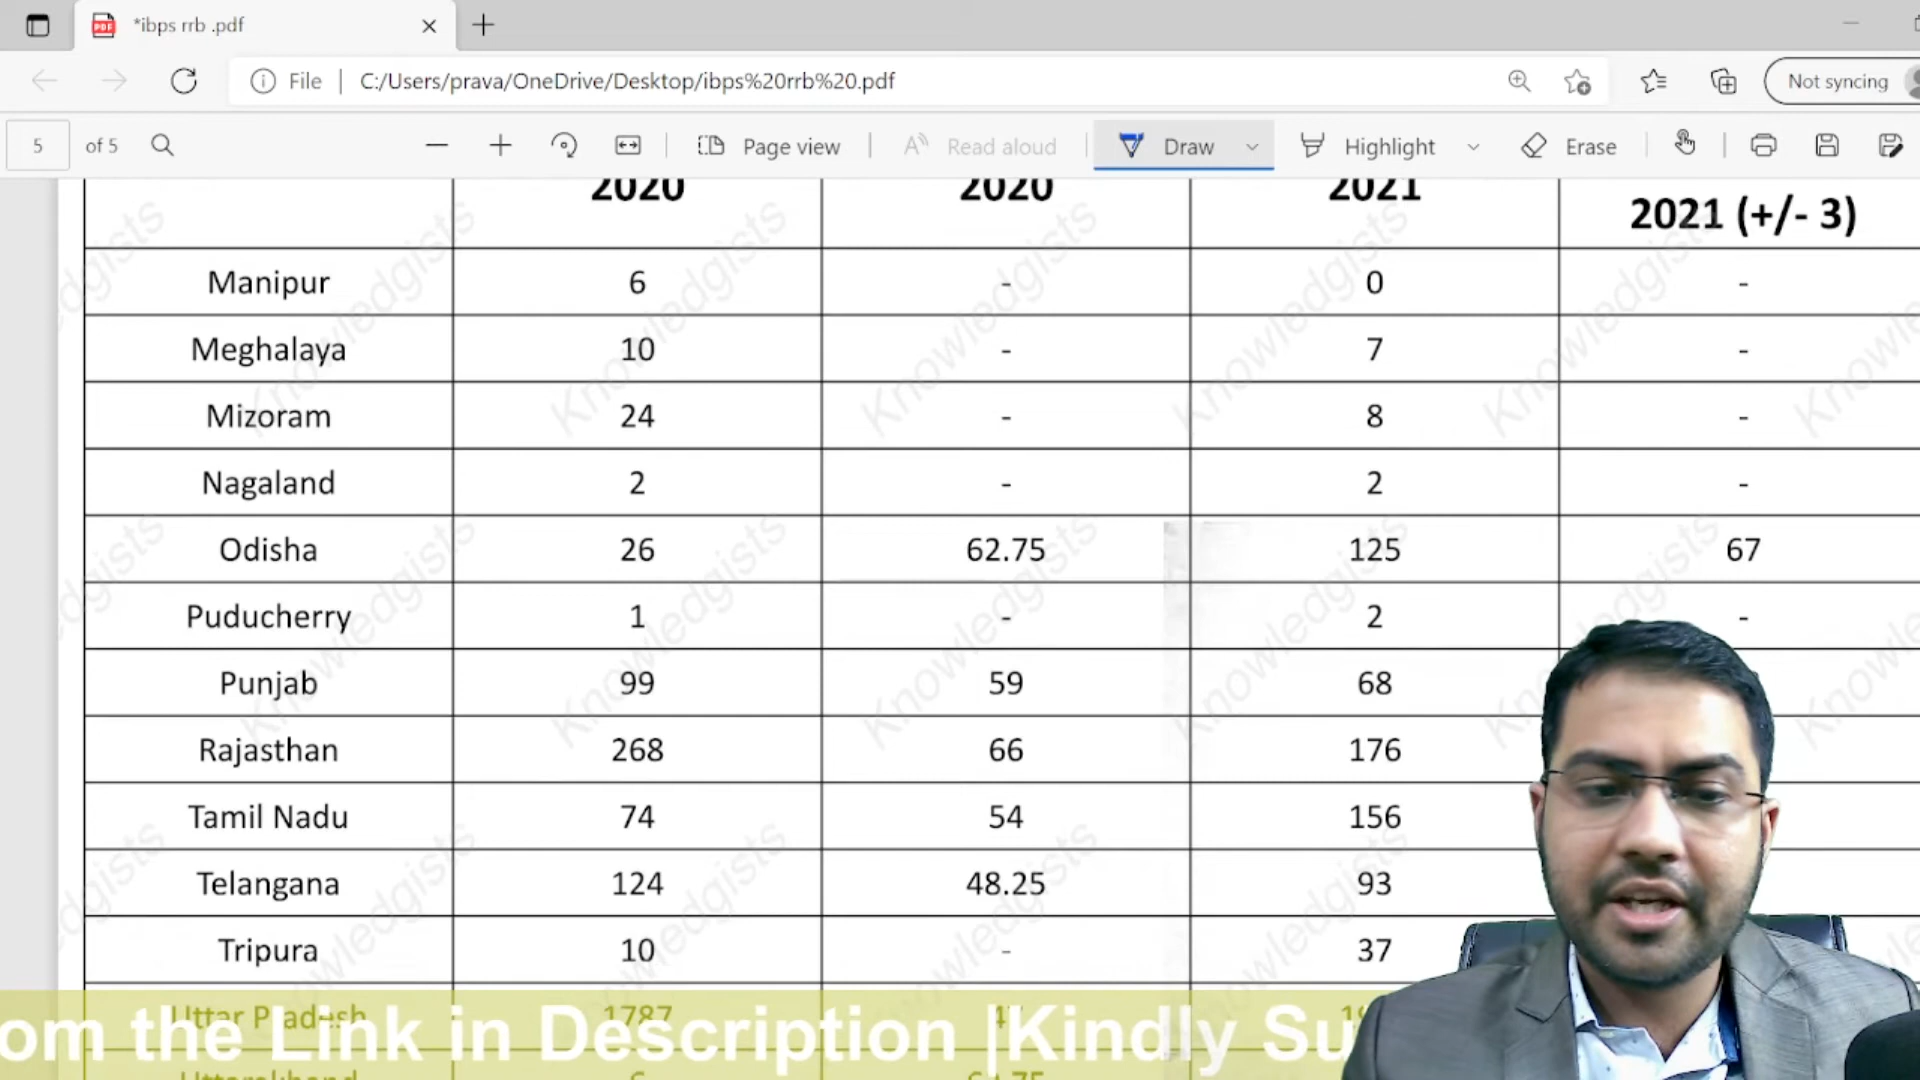 *ibps rrb .pdf
File | C:/Users/prava/OneDrive/Desktop/ibps%20rrb%20.pdf Not syncing
5 of 5 Page view Read aloud Draw Highlight Erase
2020 2020 2021
2021 (+/- 3)
Manipur 6 - 0 -
Meghalaya 10 - 7 -
Mizoram 24 - 8 -
Nagaland 2 - 2 -
Odisha 26 62.75 125 67
Puducherry 1 - 2 -
Punjab 99 59 68
Rajasthan 268 66 176
Tamil Nadu 74 54 156
Telangana 124 48.25 93
Tripura 10 - 37
Uttar Pradesh 1787
om the Link in Description |Kindly Su
Knowledgists